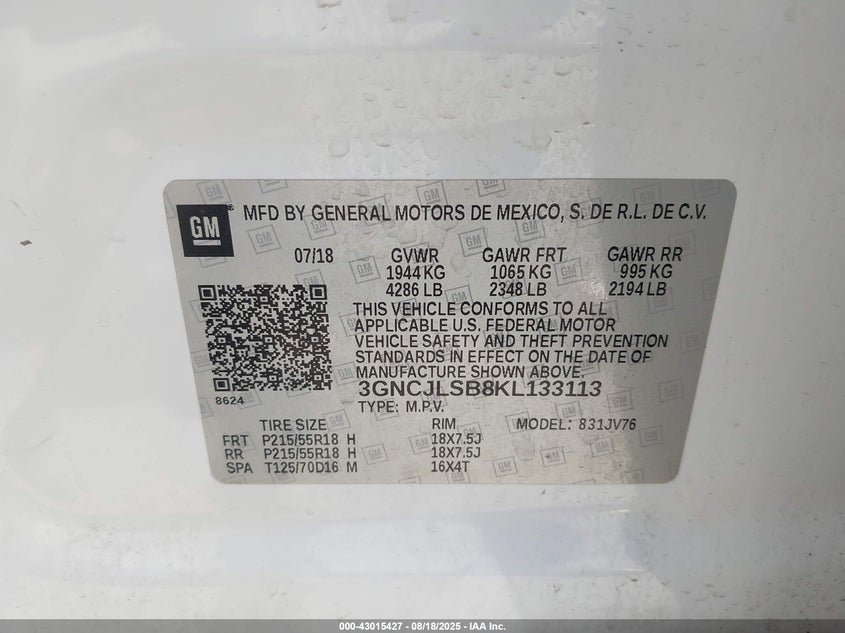 GM
MFD BY GENERAL MOTORS DE MEXICO, S. DE R.L. DE C.V.
07/18 GVWR GAWR FRT GAWR RR
1944 KG 1065 KG 995 KG
4286 LB 2348 LB 2194 LB
THIS VEHICLE CONFORMS TO ALL
APPLICABLE U.S. FEDERAL MOTOR
VEHICLE SAFETY AND THEFT PREVENTION
STANDARDS IN EFFECT ON THE DATE OF
MANUFACTURE SHOWN ABOVE.
8624
3GNCJLSB8KL133113
TYPE: M.P.V.
TIRE SIZE RIM MODEL: 831JV76
FRT P215/55R18 H 18X7.5J
RR P215/55R18 H 18X7.5J
SPA T125/70D16 M 16X4T
000-43015427 - 08/18/2025 - IAA Inc.